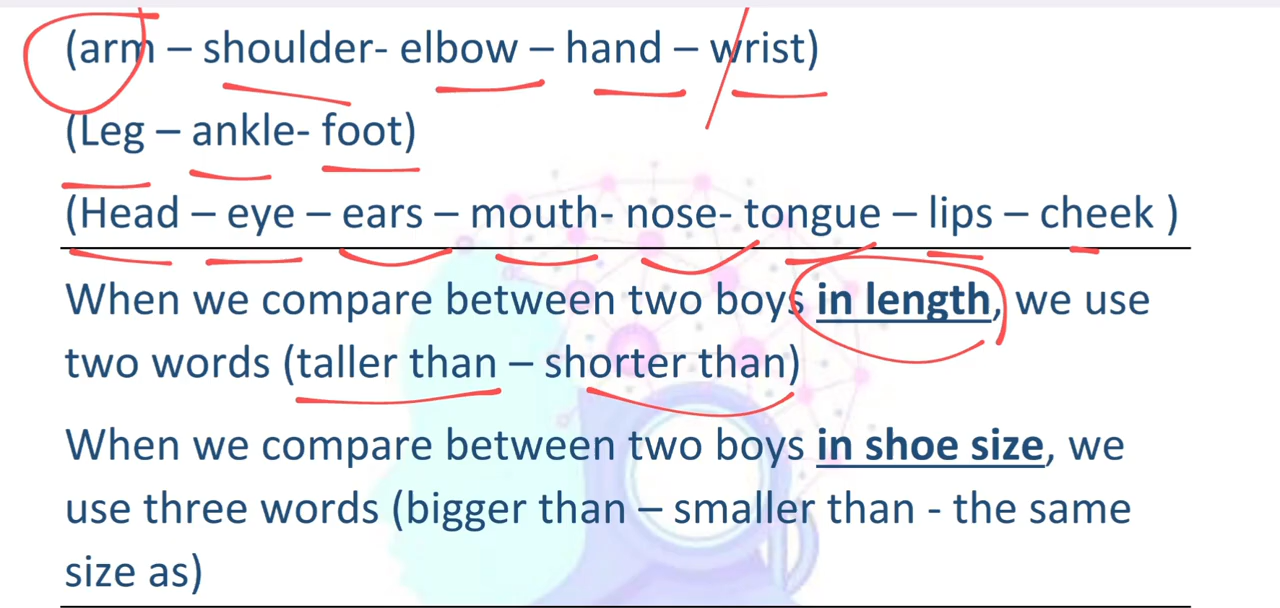 (arm – shoulder- elbow – hand – wrist)
(Leg – ankle- foot)
(Head – eye – ears – mouth- nose- tongue – lips – cheek )
When we compare between two boys in length, we use
two words (taller than – shorter than)
When we compare between two boys in shoe size, we
use three words (bigger than – smaller than - the same
size as)